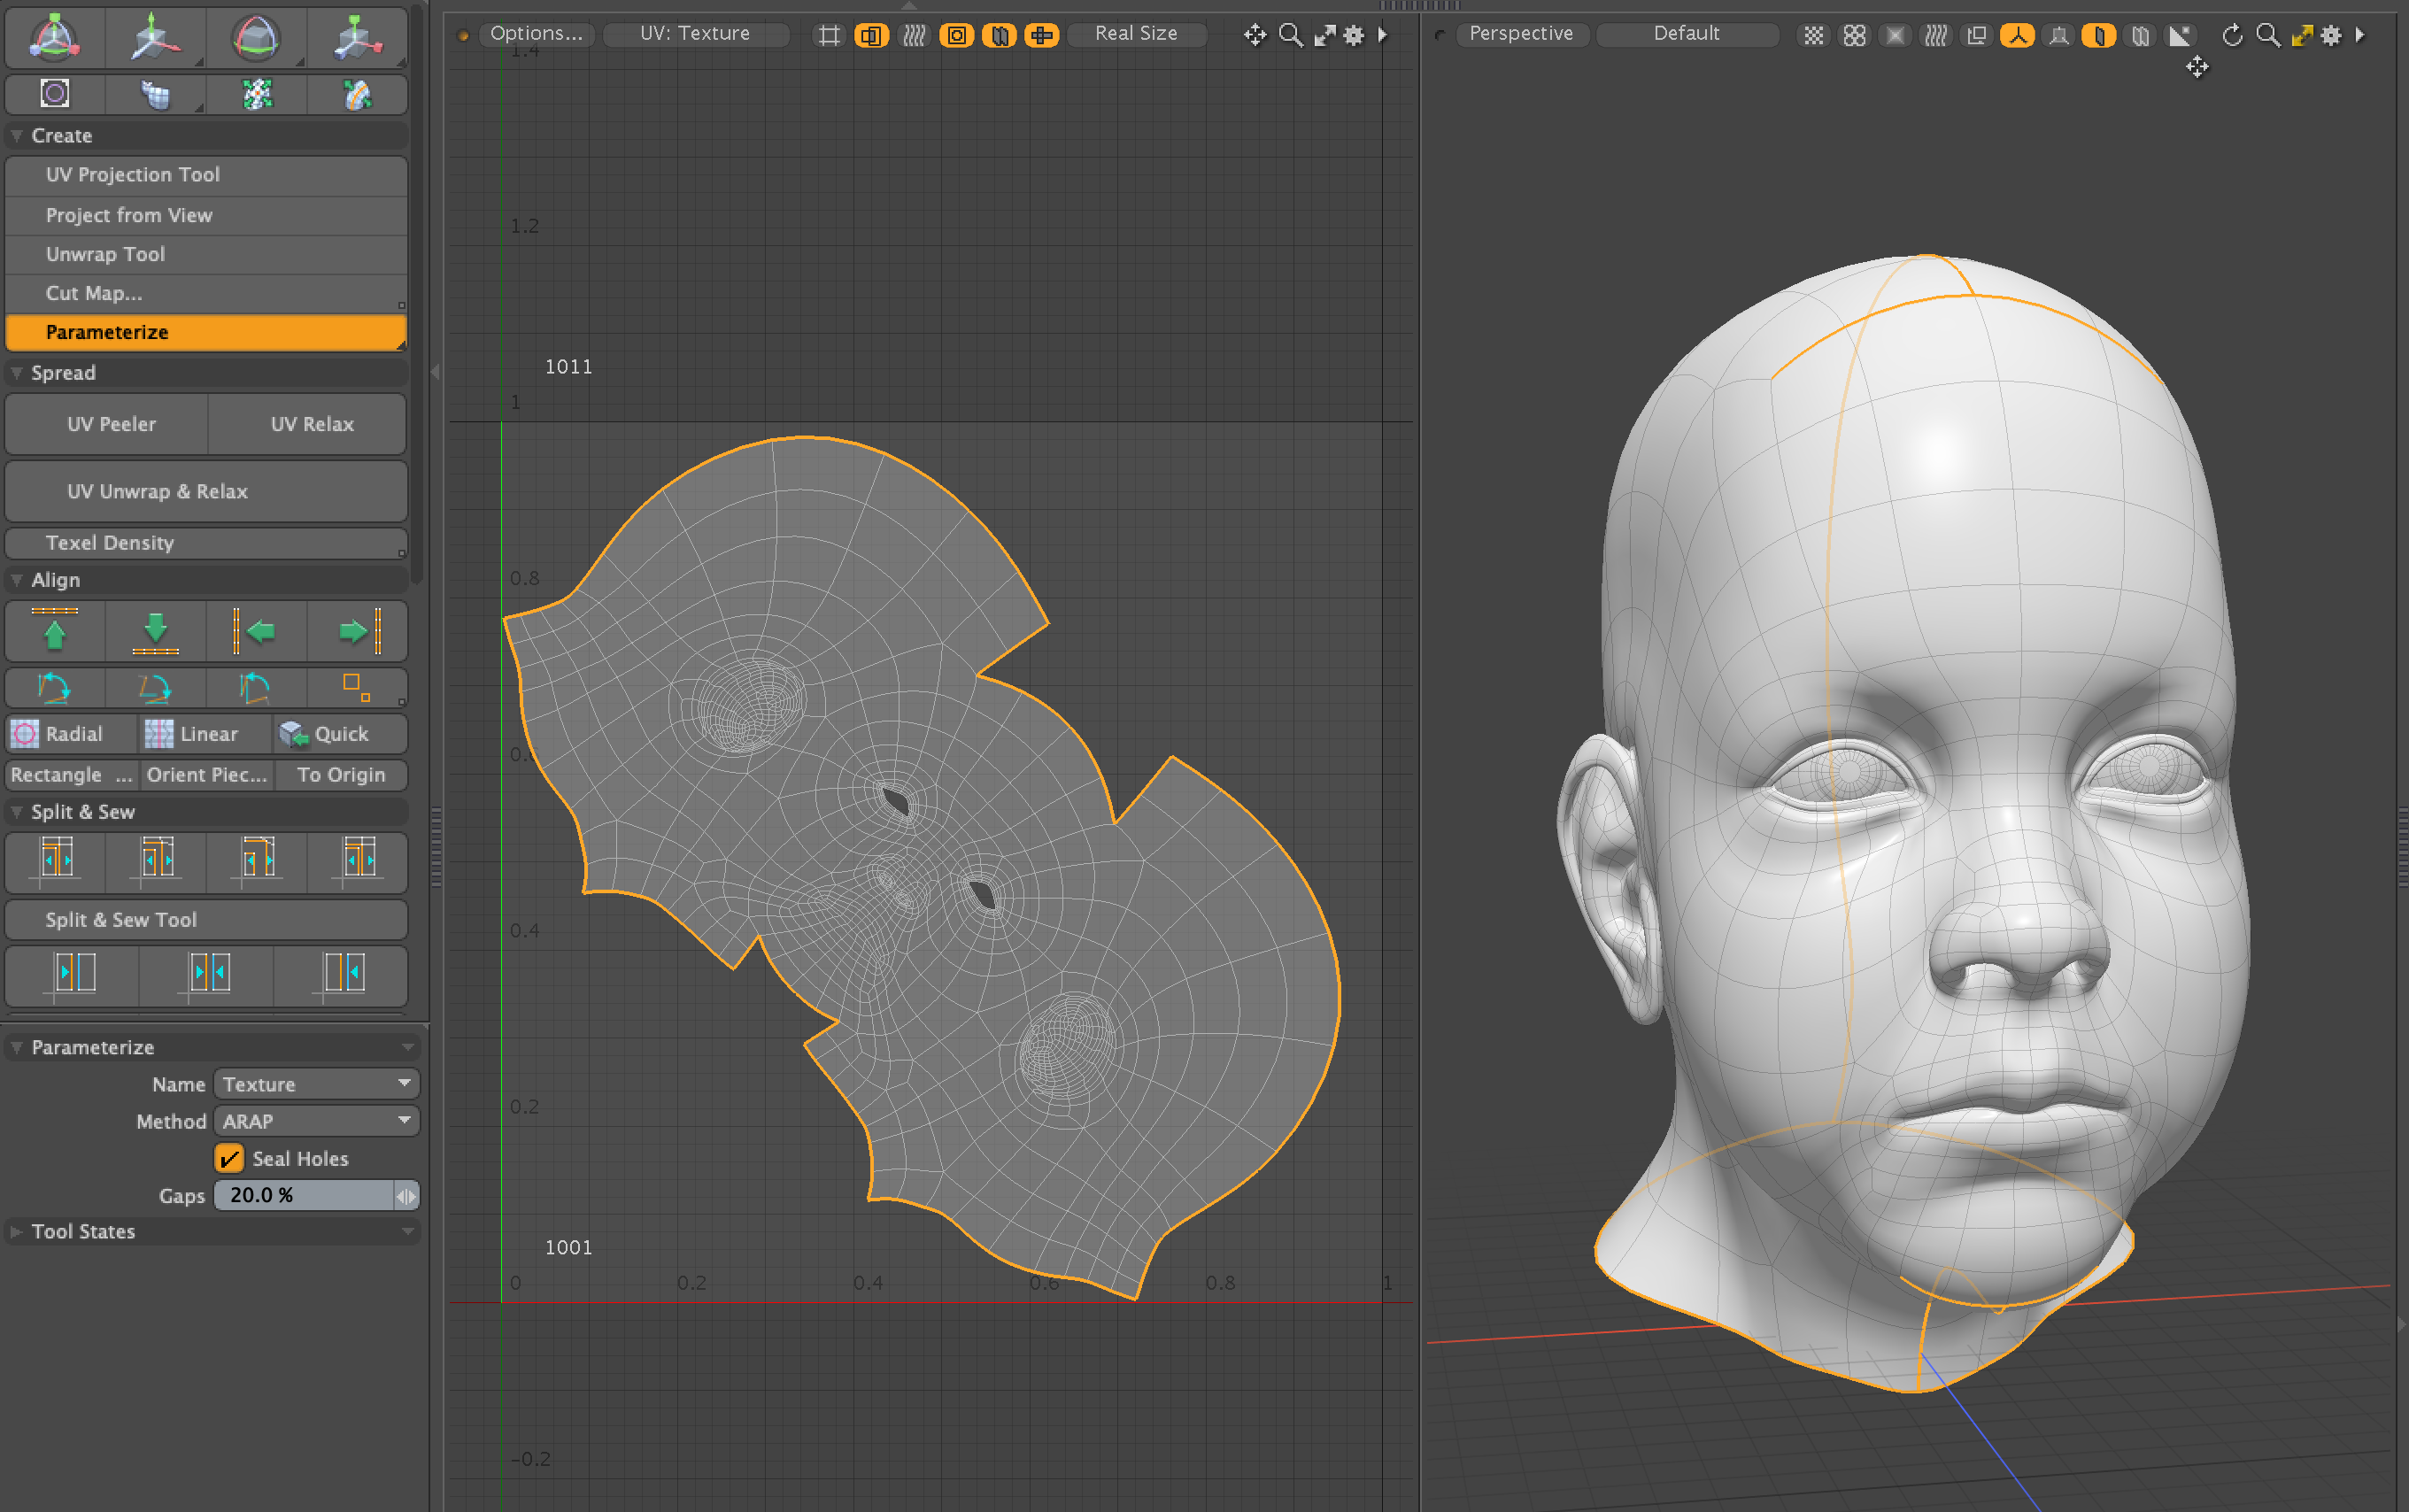 Create
UV Projection Tool
Project from View
Unwrap Tool
Cut Map...
Parameterize
Spread
UV Peeler
UV Relax
UV Unwrap & Relax
Texel Density
Align
Radial
Linear
Quick
Rectangle ...
Orient Piec...
To Origin
Split & Sew
Split & Sew Tool
Parameterize
Name
Texture
Method
ARAP
Seal Holes
Gaps
20.0 %
Tool States
Options...
UV: Texture
Real Size
1.4
1.2
1011
1
0.8
0.4
0.2
1001
0
0.2
0.4
0.6
0.8
1
-0.2
Perspective
Default